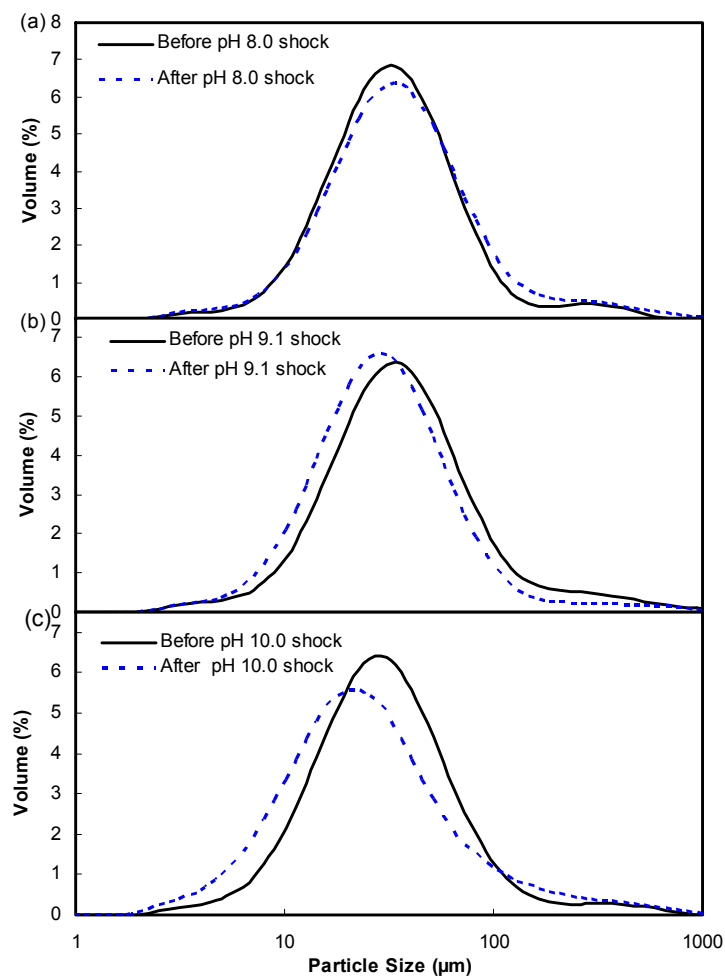 (a)
8
7
6
5
4
3
2
1
0
Volume (%)
Before pH 8.0 shock
After pH 8.0 shock
(b)
7
6
5
4
3
2
1
0
Volume (%)
Before pH 9.1 shock
After pH 9.1 shock
(c)
7
6
5
4
3
2
1
0
Volume (%)
Before pH 10.0 shock
After pH 10.0 shock
1 10 100 1000
Particle Size (µm)